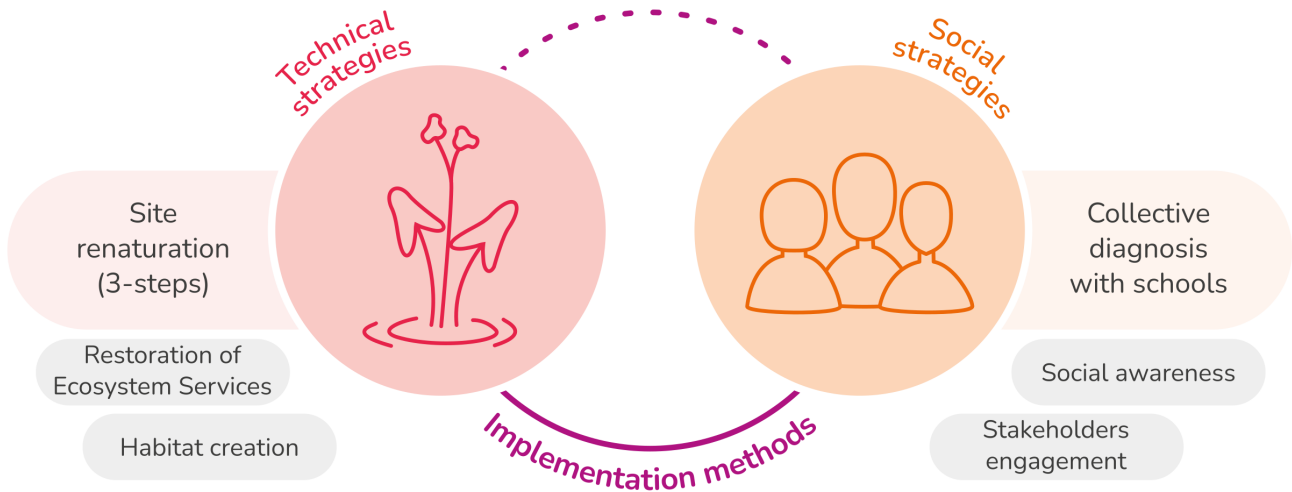 Technical
strategies
Social
strategies
Site
renaturation
(3-steps)
Collective
diagnosis
with schools
Restoration of
Ecosystem Services
Social awareness
Habitat creation
Stakeholders
engagement
Implementation methods